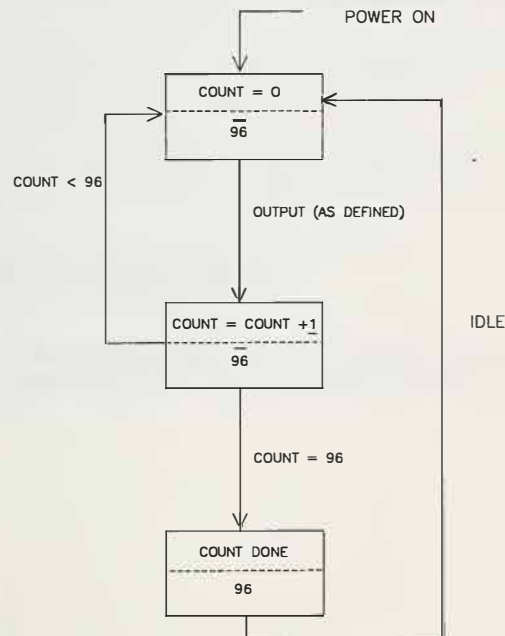 POWER ON
COUNT = 0
96
COUNT < 96
OUTPUT (AS DEFINED)
COUNT = COUNT +1
96
IDLE
COUNT = 96
COUNT DONE
96